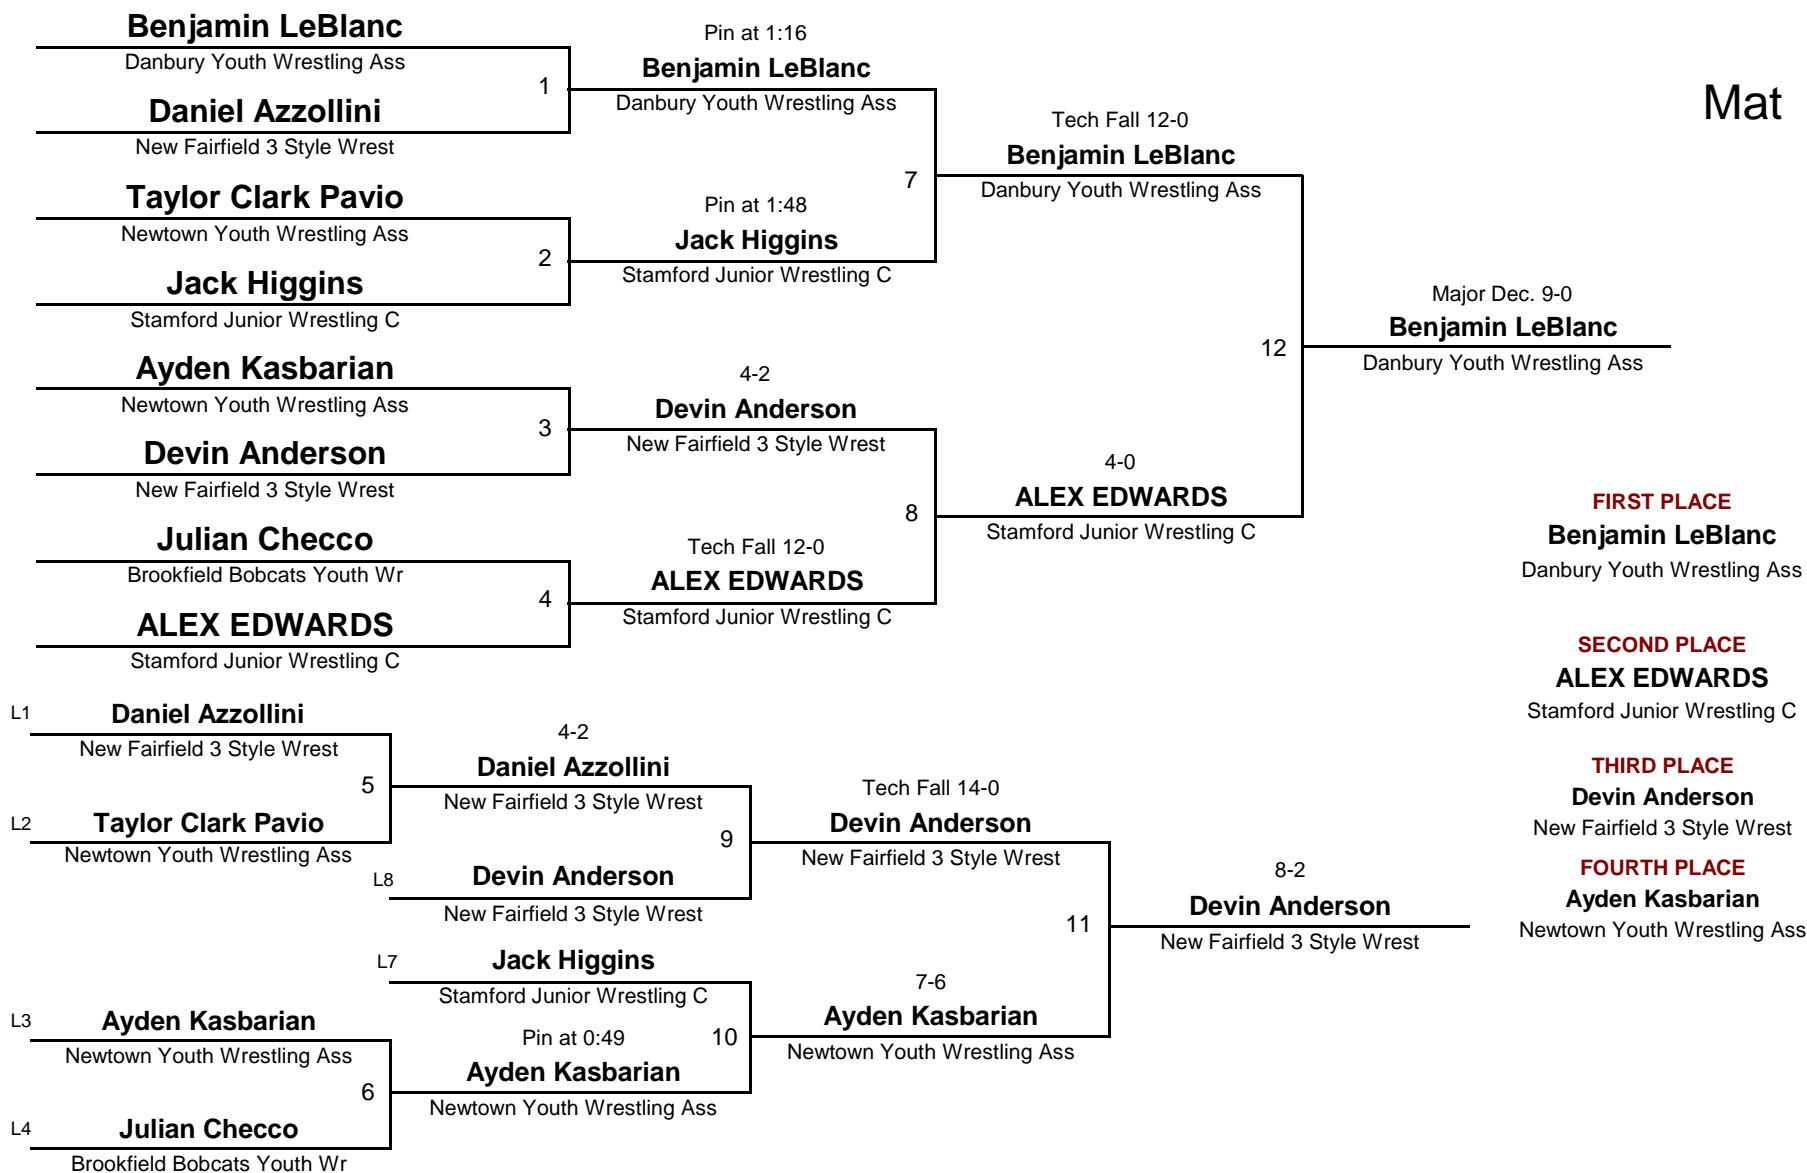 Benjamin LeBlanc
Danbury Youth Wrestling Ass
1
Daniel Azzollini
New Fairfield 3 Style Wrest
Taylor Clark Pavio
Newtown Youth Wrestling Ass
2
Jack Higgins
Stamford Junior Wrestling C
Ayden Kasbarian
Newtown Youth Wrestling Ass
3
Devin Anderson
New Fairfield 3 Style Wrest
Julian Checco
Brookfield Bobcats Youth Wr
4
ALEX EDWARDS
Stamford Junior Wrestling C
Pin at 1:16
Benjamin LeBlanc
Danbury Youth Wrestling Ass
7
Pin at 1:48
Jack Higgins
Stamford Junior Wrestling C
4-2
Devin Anderson
New Fairfield 3 Style Wrest
8
Tech Fall 12-0
ALEX EDWARDS
Stamford Junior Wrestling C
Tech Fall 12-0
Benjamin LeBlanc
Danbury Youth Wrestling Ass
12
4-0
ALEX EDWARDS
Stamford Junior Wrestling C
Major Dec. 9-0
Benjamin LeBlanc
Danbury Youth Wrestling Ass
Mat
FIRST PLACE
Benjamin LeBlanc
Danbury Youth Wrestling Ass
SECOND PLACE
ALEX EDWARDS
Stamford Junior Wrestling C
THIRD PLACE
Devin Anderson
New Fairfield 3 Style Wrest
FOURTH PLACE
Ayden Kasbarian
Newtown Youth Wrestling Ass
L1
Daniel Azzollini
New Fairfield 3 Style Wrest
5
L2
Taylor Clark Pavio
Newtown Youth Wrestling Ass
L3
Ayden Kasbarian
Newtown Youth Wrestling Ass
6
L4
Julian Checco
Brookfield Bobcats Youth Wr
4-2
Daniel Azzollini
New Fairfield 3 Style Wrest
9
L8
Devin Anderson
New Fairfield 3 Style Wrest
L7
Jack Higgins
Stamford Junior Wrestling C
10
Pin at 0:49
Ayden Kasbarian
Newtown Youth Wrestling Ass
Tech Fall 14-0
Devin Anderson
New Fairfield 3 Style Wrest
11
7-6
Ayden Kasbarian
Newtown Youth Wrestling Ass
8-2
Devin Anderson
New Fairfield 3 Style Wrest